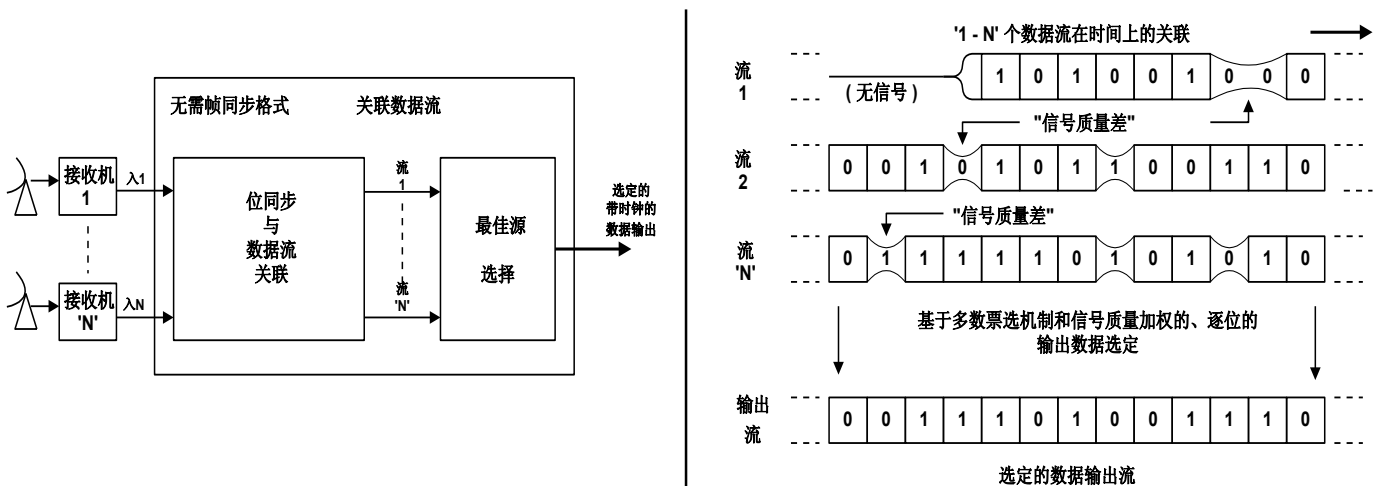 无需帧同步格式
关联数据流
接收机
1
入1
接收机
'N'
入N
位同步
与
数据流
关联
流
1
流
'N'
最佳源
选择
选定的
带时钟的
数据输出
'1 - N' 个数据流在时间上的关联
流
1
( 无信号 )
1 0 1 0 0 1 0 0 0
"信号质量差"
流
2
0 0 1 0 1 0 1 1 0 0 1 1 0
"信号质量差"
流
'N'
0 1 1 1 1 1 0 1 0 1 0 1 0
基于多数票选机制和信号质量加权的、逐位的
输出数据选定
输出
流
0 0 1 1 1 0 1 0 0 1 1 1 0
选定的数据输出流